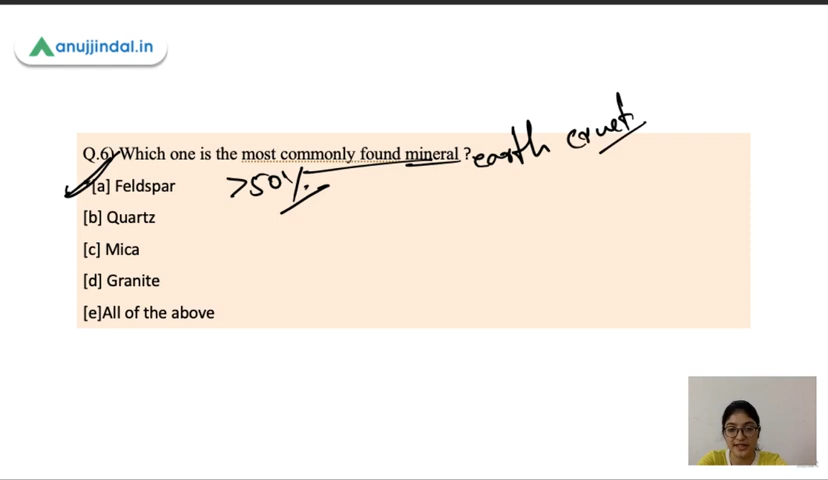 anujjindal.in
Q.6) Which one is the most commonly found mineral ? earth crust
[a] Feldspar >50%
[b] Quartz
[c] Mica
[d] Granite
[e]All of the above